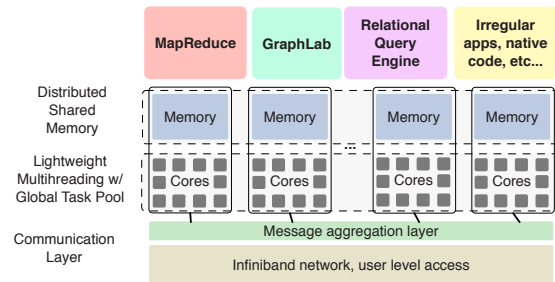 MapReduce
GraphLab
Relational
Query
Engine
Irregular
apps, native
code, etc...
Distributed
Shared
Memory
Memory
Memory
Memory
Memory
...
Lightweight
Multithreading w/
Global Task Pool
Cores
Cores
Cores
Cores
Communication
Layer
Message aggregation layer
Infiniband network, user level access